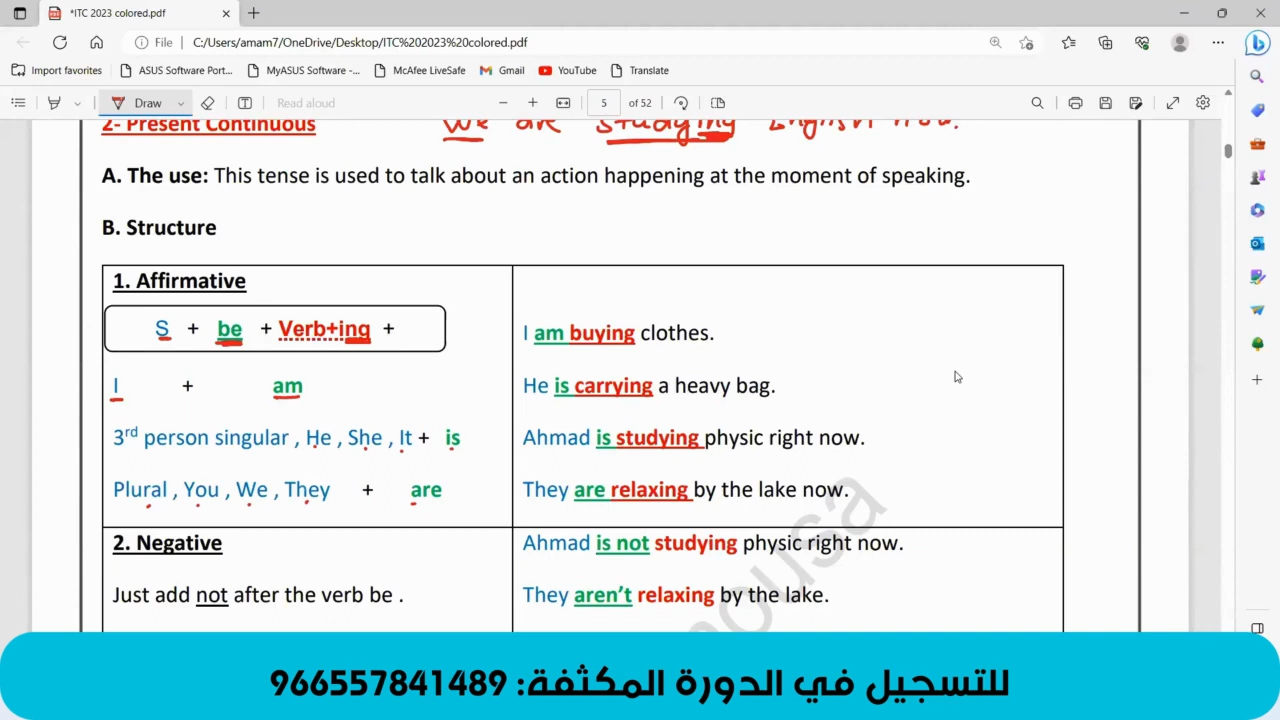 *ITC 2023 colored.pdf
File C:/Users/amam7/OneDrive/Desktop/ITC%202023%20colored.pdf
Import favorites ASUS Software Port... MyASUS Software -... McAfee LiveSafe Gmail YouTube Translate
Draw Read aloud 5 of 52
2- Present Continuous We are studying English now.
A. The use: This tense is used to talk about an action happening at the moment of speaking.
B. Structure
1. Affirmative
S + be + Verb+ing +
I + am
3rd person singular , He , She , It + is
Plural , You , We , They + are
I am buying clothes.
He is carrying a heavy bag.
Ahmad is studying physic right now.
They are relaxing by the lake now.
2. Negative
Just add not after the verb be .
Ahmad is not studying physic right now.
They aren't relaxing by the lake.
للتسجيل في الدورة المكثفة: 966557841489